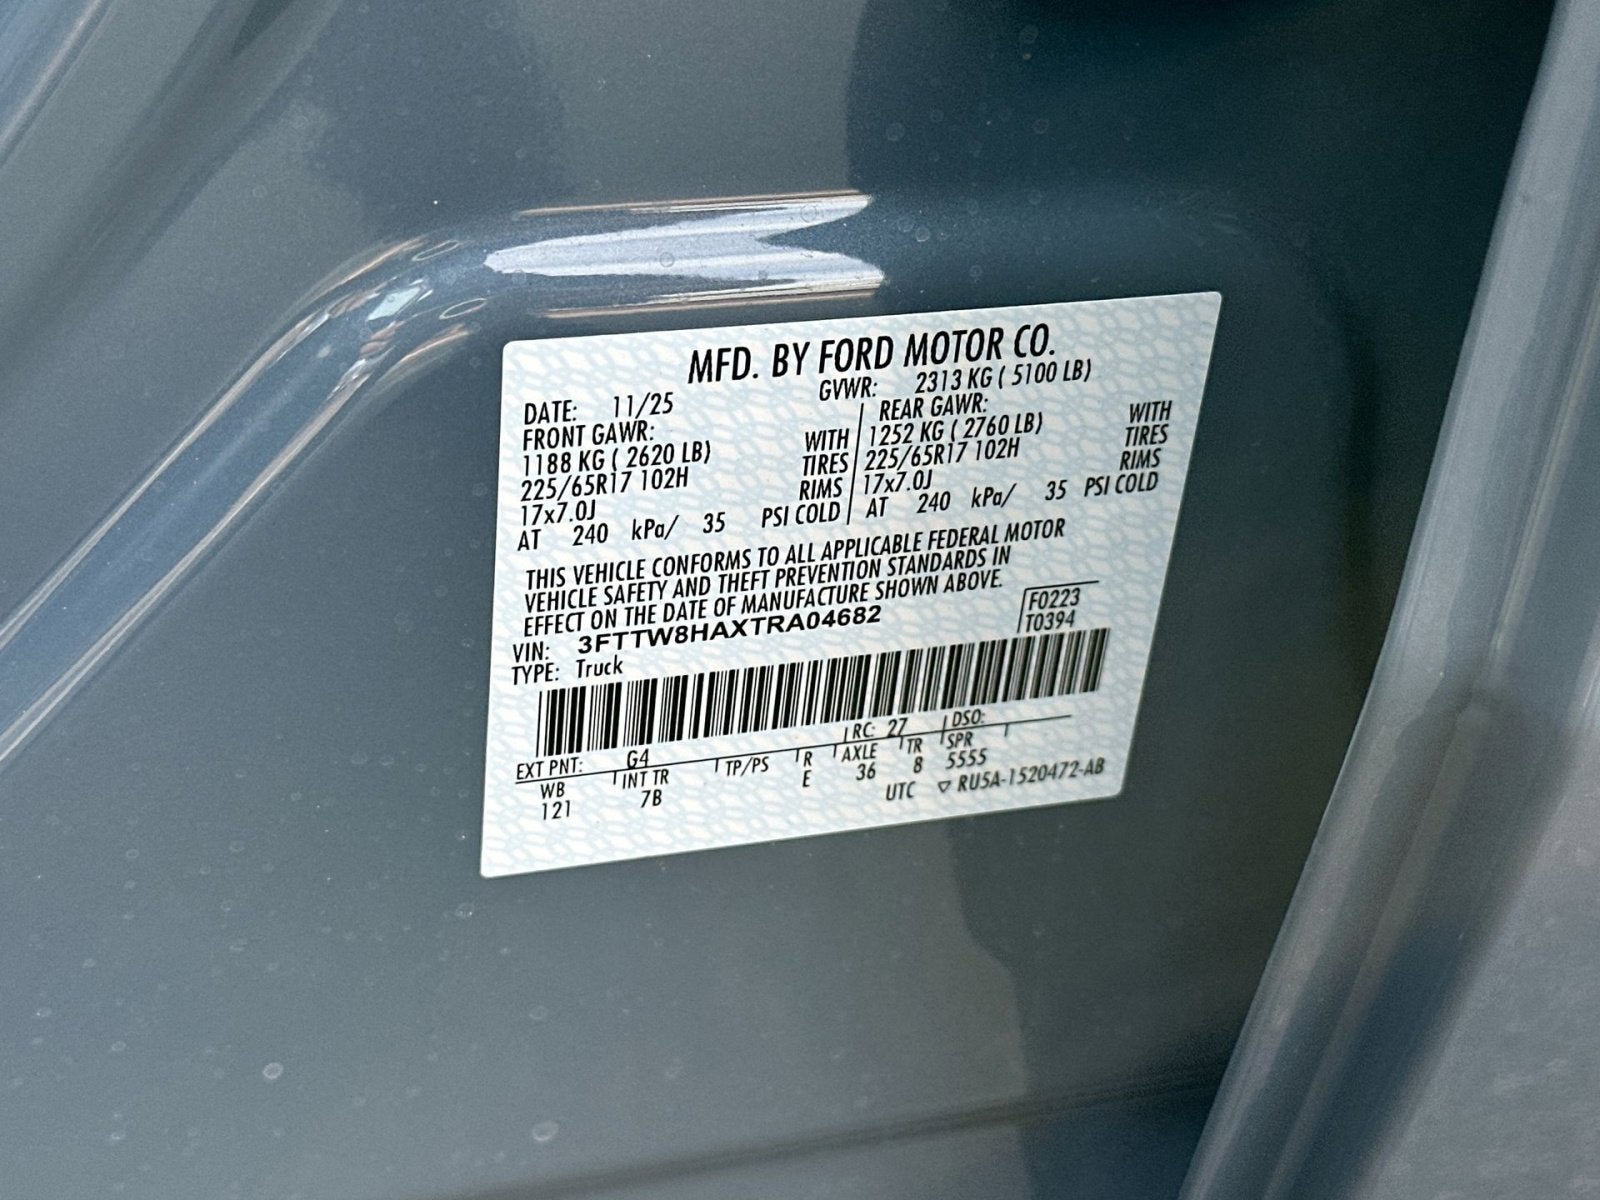 MFD. BY FORD MOTOR CO.
DATE: 11/25 GVWR: 2313 KG ( 5100 LB)
FRONT GAWR: REAR GAWR:
1188 KG ( 2620 LB) WITH 1252 KG ( 2760 LB) WITH
225/65R17 102H TIRES 225/65R17 102H TIRES
17x7.0J RIMS 17x7.0J RIMS
AT 240 kPa/ 35 PSI COLD AT 240 kPa/ 35 PSI COLD
THIS VEHICLE CONFORMS TO ALL APPLICABLE FEDERAL MOTOR
VEHICLE SAFETY AND THEFT PREVENTION STANDARDS IN
EFFECT ON THE DATE OF MANUFACTURE SHOWN ABOVE.
VIN: 3FTTW8HAXTRA04682 F0223
TYPE: Truck T0394
EXT PNT: G4 RC: 27 DSO:
WB INT TR TP/PS R AXLE TR SPR
121 7B E 36 8 5555
UTC ▽ RU5A-1520472-AB